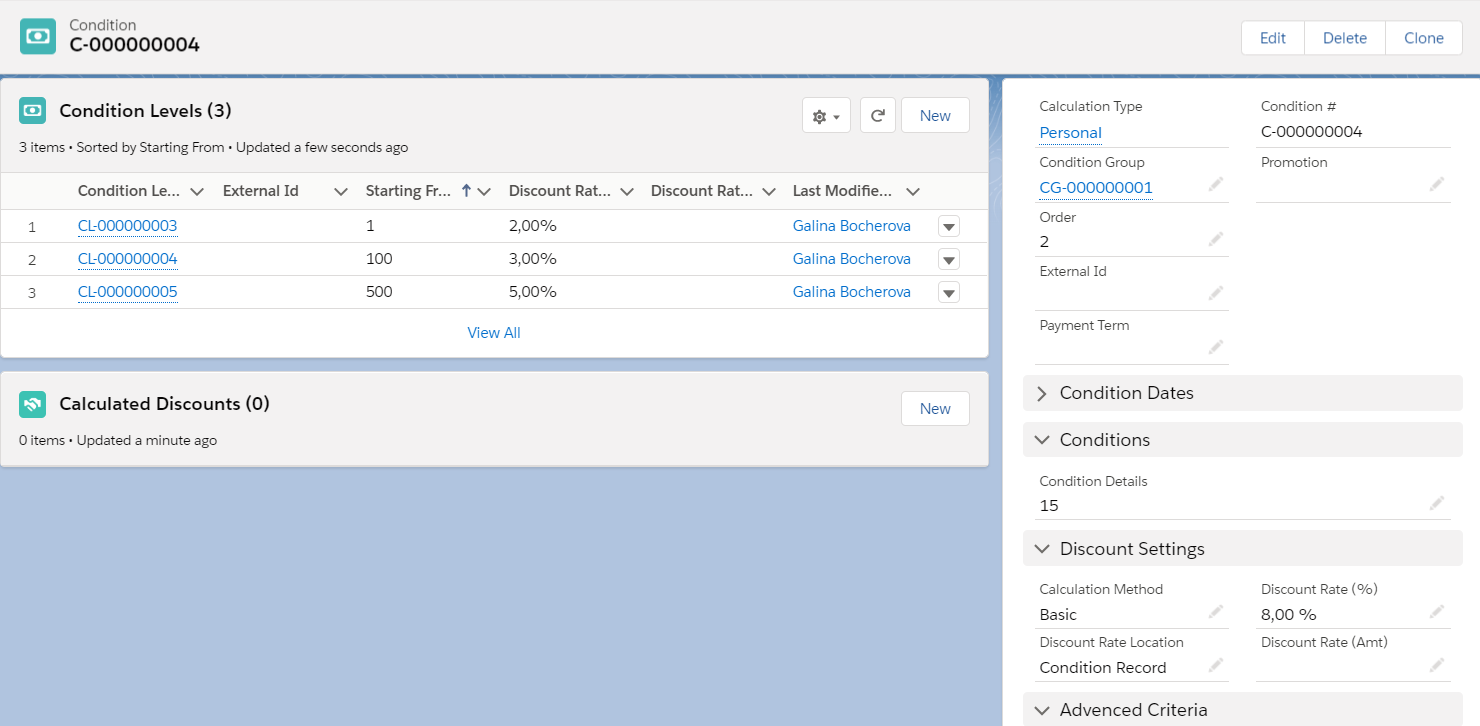 Condition
C-000000004
Edit Delete Clone
Condition Levels (3)
New
3 items • Sorted by Starting From • Updated a few seconds ago
Condition Le... External Id Starting Fr... Discount Rat... Discount Rat... Last Modifie...
1 CL-000000003 1 2,00% Galina Bocherova
2 CL-000000004 100 3,00% Galina Bocherova
3 CL-000000005 500 5,00% Galina Bocherova
View All
Calculated Discounts (0)
New
0 items • Updated a minute ago
Calculation Type Condition #
Personal C-000000004
Condition Group Promotion
CG-000000001
Order
2
External Id
Payment Term
Condition Dates
Conditions
Condition Details
15
Discount Settings
Calculation Method Discount Rate (%)
Basic 8,00 %
Discount Rate Location Discount Rate (Amt)
Condition Record
Advenced Criteria